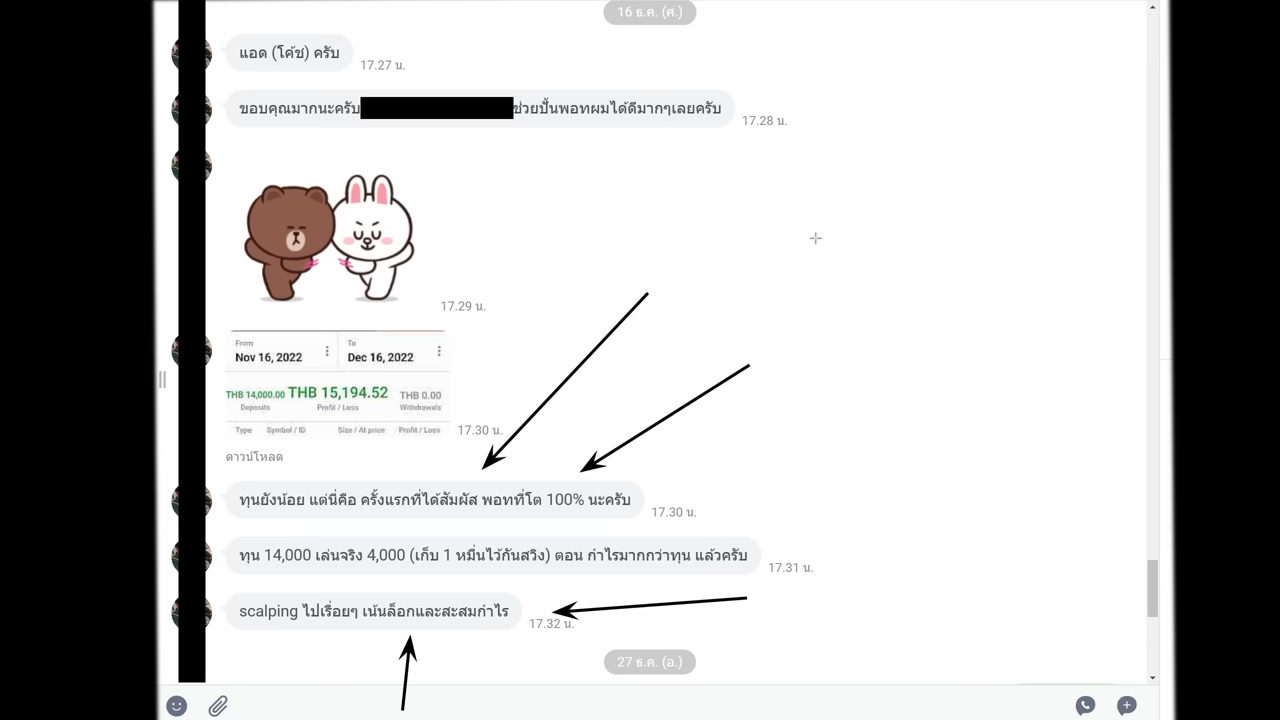 16 ธ.ค. (ศ.)
แอด (โค้ช) ครับ
17.27 น.
ขอบคุณมากนะครับ ช่วยปั้นพอทผมได้ดีมากๆเลยครับ
17.28 น.
17.29 น.
From
To
Nov 16, 2022
Dec 16, 2022
THB 14,000.00 THB 15,194.52 THB 0.00
Deposits Profit / Loss Withdrawals
Type Symbol / ID Size / At price Profit / Loss
17.30 น.
ดาวน์โหลด
ทุนยังน้อย แต่นี่คือ ครั้งแรกที่ได้สัมผัส พอทที่โต 100% นะครับ
17.30 น.
ทุน 14,000 เล่นจริง 4,000 (เก็บ 1 หมื่นไว้กันสวิง) ตอน กำไรมากกว่าทุน แล้วครับ
17.31 น.
scalping ไปเรื่อยๆ เน้นล็อกและสะสมกำไร
17.32 น.
27 ธ.ค. (อ.)